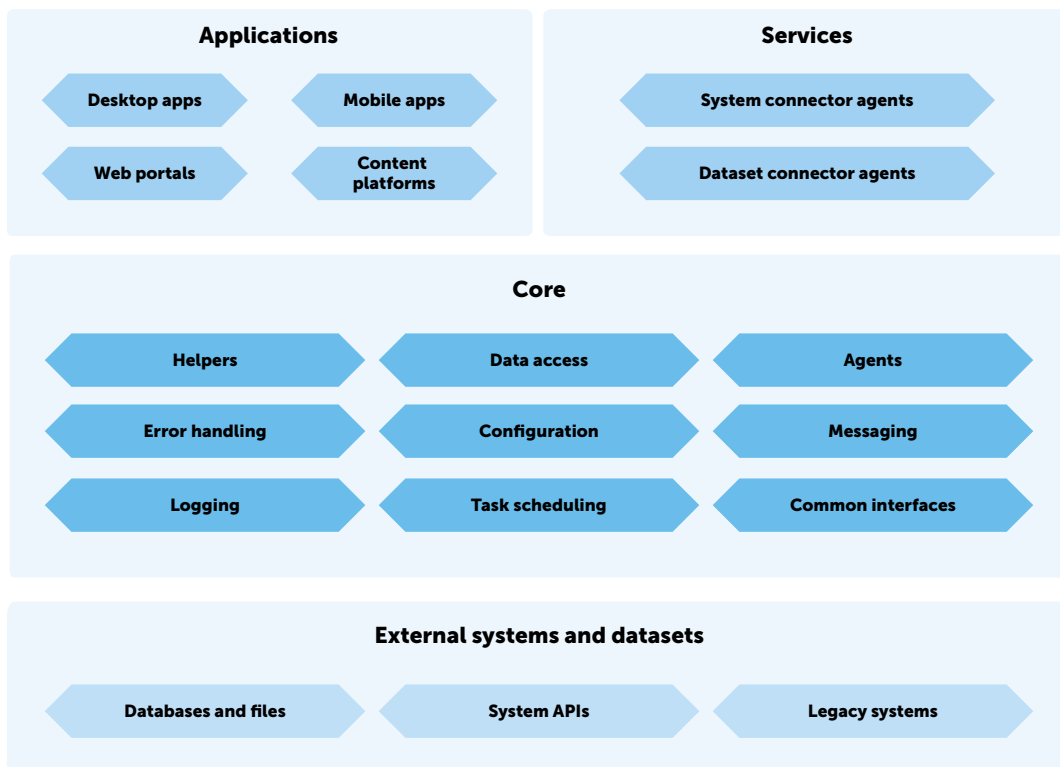 Applications
Desktop apps
Mobile apps
Web portals
Content
platforms
Services
System connector agents
Dataset connector agents
Core
Helpers
Data access
Agents
Error handling
Configuration
Messaging
Logging
Task scheduling
Common interfaces
External systems and datasets
Databases and files
System APIs
Legacy systems